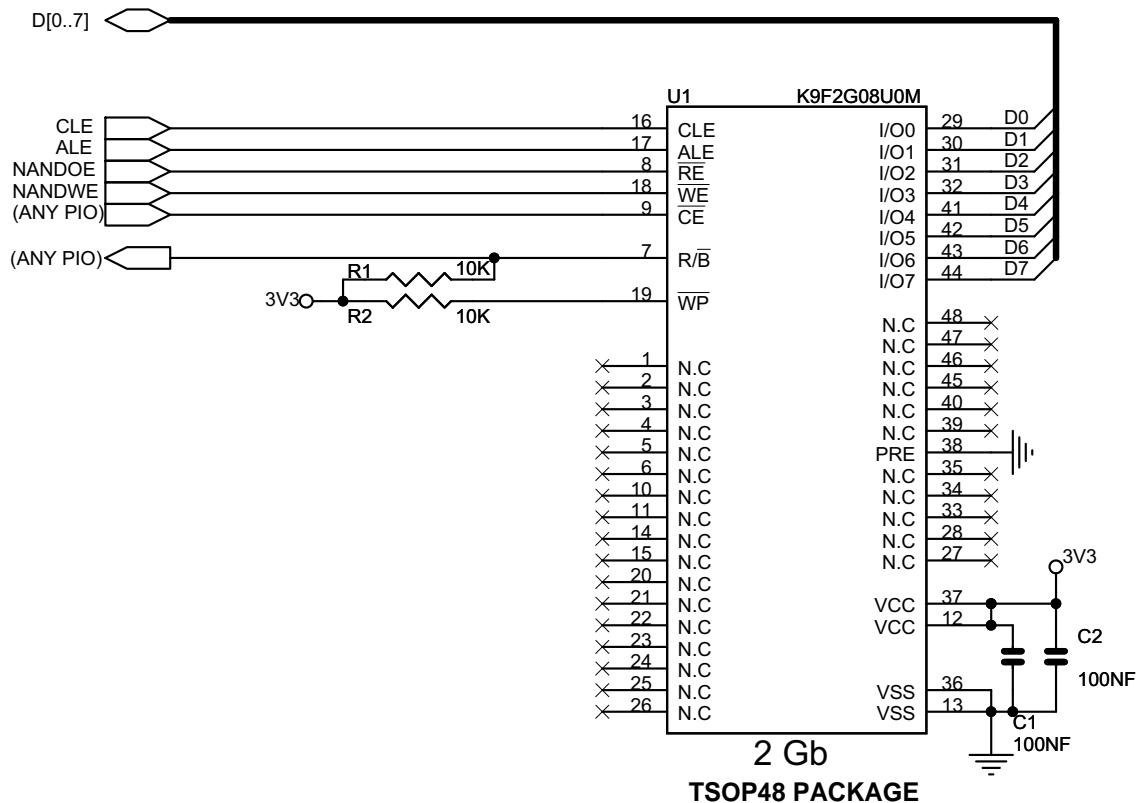 D[0..7]
U1 K9F2G08U0M
CLE 16 CLE I/O0 29 D0
ALE 17 ALE I/O1 30 D1
NANDOE 8 RE I/O2 31 D2
NANDWE 18 WE I/O3 32 D3
(ANY PIO) 9 CE I/O4 41 D4
I/O5 42 D5
(ANY PIO) 7 R/B I/O6 43 D6
R1 10K I/O7 44 D7
3V3 19 WP
R2 10K
N.C 48
N.C 47
1 N.C N.C 46
2 N.C N.C 45
3 N.C N.C 40
4 N.C N.C 39
5 N.C PRE 38
6 N.C N.C 35
10 N.C N.C 34
11 N.C N.C 33
14 N.C N.C 28
15 N.C N.C 27
3V3
20 N.C
21 N.C VCC 37
22 N.C VCC 12
23 N.C C2
24 N.C 100NF
25 N.C VSS 36
26 N.C VSS 13
C1
100NF
2 Gb
TSOP48 PACKAGE